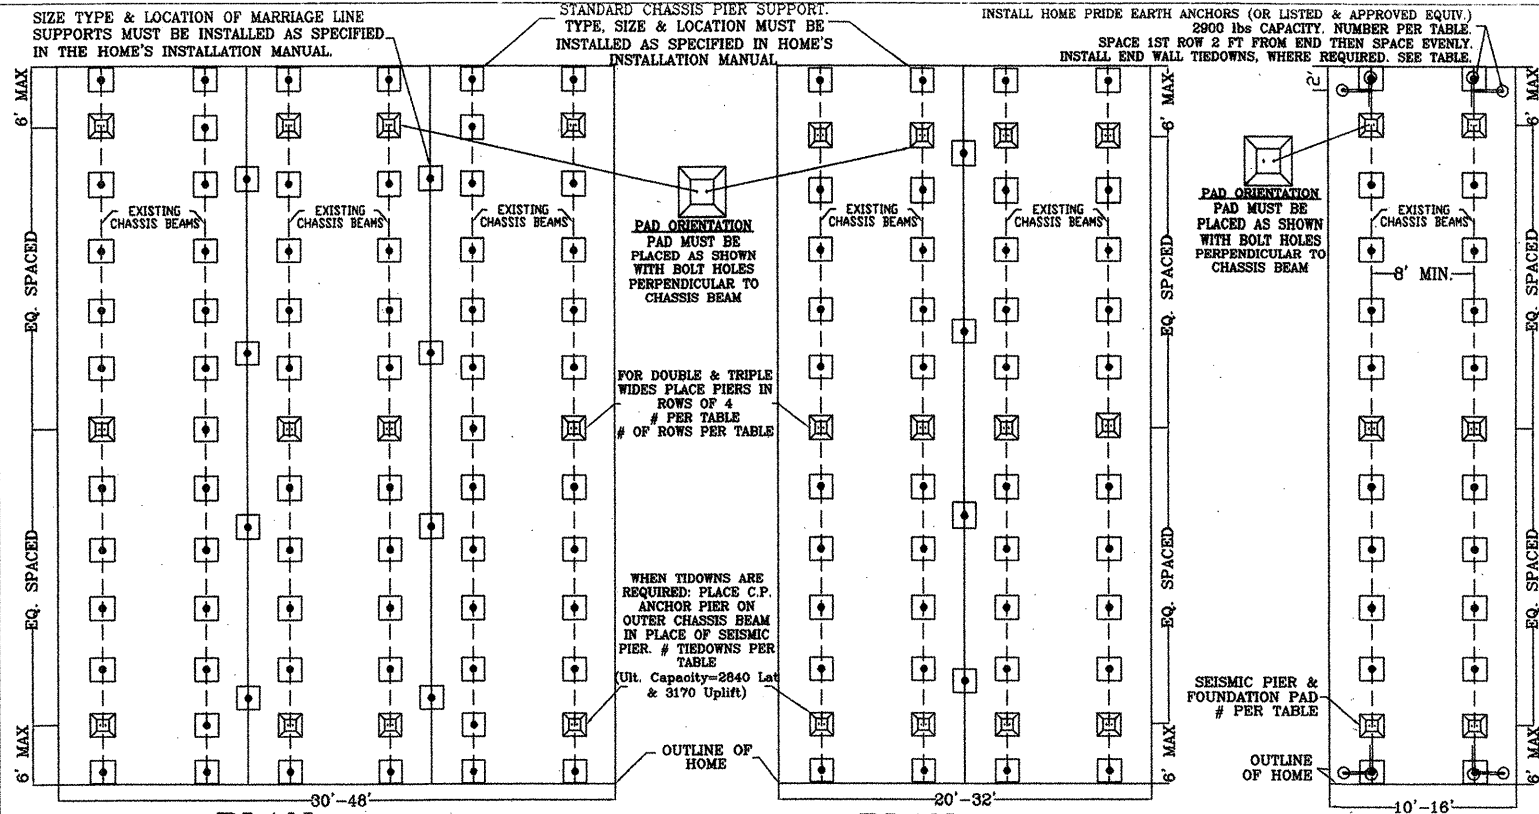 SIZE TYPE & LOCATION OF MARRIAGE LINE
SUPPORTS MUST BE INSTALLED AS SPECIFIED
IN THE HOME'S INSTALLATION MANUAL.
STANDARD CHASSIS PIER SUPPORT.
TYPE, SIZE & LOCATION MUST BE
INSTALLED AS SPECIFIED IN HOME'S
INSTALLATION MANUAL
INSTALL HOME PRIDE EARTH ANCHORS (OR LISTED & APPROVED EQUIV.)
2900 lbs CAPACITY. NUMBER PER TABLE.
SPACE 1ST ROW 2 FT FROM END THEN SPACE EVENLY.
INSTALL END WALL TIEDOWNS, WHERE REQUIRED. SEE TABLE.
6' MAX
EQ. SPACED
EQ. SPACED
6' MAX
EXISTING
CHASSIS BEAMS
EXISTING
CHASSIS BEAMS
EXISTING
CHASSIS BEAMS
30'-48'
PAD ORIENTATION
PAD MUST BE
PLACED AS SHOWN
WITH BOLT HOLES
PERPENDICULAR TO
CHASSIS BEAM
FOR DOUBLE & TRIPLE
WIDES PLACE PIERS IN
ROWS OF 4
# PER TABLE
# OF ROWS PER TABLE
WHEN TIDOWNS ARE
REQUIRED: PLACE C.P.
ANCHOR PIER ON
OUTER CHASSIS BEAM
IN PLACE OF SEISMIC
PIER. # TIEDOWNS PER
TABLE
(Ult. Capacity=2840 Lat
& 3170 Uplift)
OUTLINE OF
HOME
EXISTING
CHASSIS BEAMS
EXISTING
CHASSIS BEAMS
6' MAX
EQ. SPACED
EQ. SPACED
6' MAX
20'-32'
2'
PAD ORIENTATION
PAD MUST BE
PLACED AS SHOWN
WITH BOLT HOLES
PERPENDICULAR TO
CHASSIS BEAM
EXISTING
CHASSIS BEAMS
8' MIN.
6' MAX
EQ. SPACED
EQ. SPACED
6' MAX
SEISMIC PIER &
FOUNDATION PAD
# PER TABLE
OUTLINE
OF HOME
10'-16'